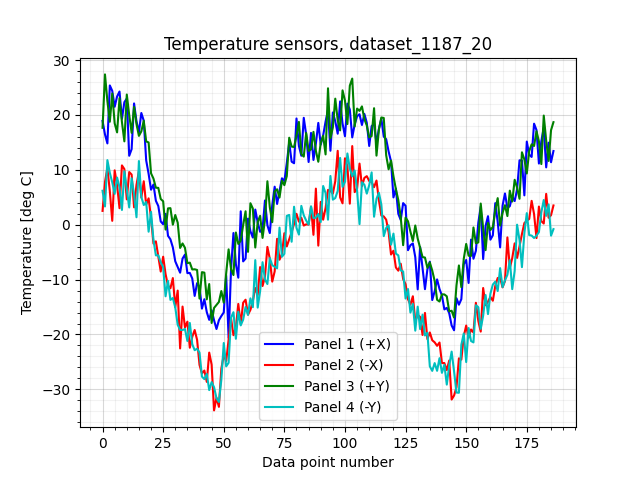 Temperature sensors, dataset_1187_20
Temperature [deg C]
30
20
10
0
−10
−20
−30
Panel 1 (+X)
Panel 2 (-X)
Panel 3 (+Y)
Panel 4 (-Y)
0 25 50 75 100 125 150 175
Data point number